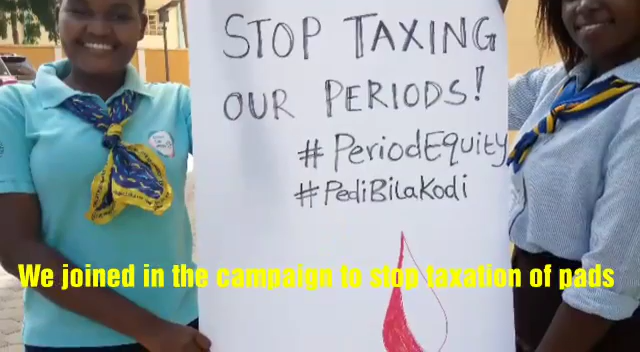 STOP TAXING
OUR PERIODS!
#PeriodEquity
#PediBilaKodi
We joined in the campaign to stop taxation of pads